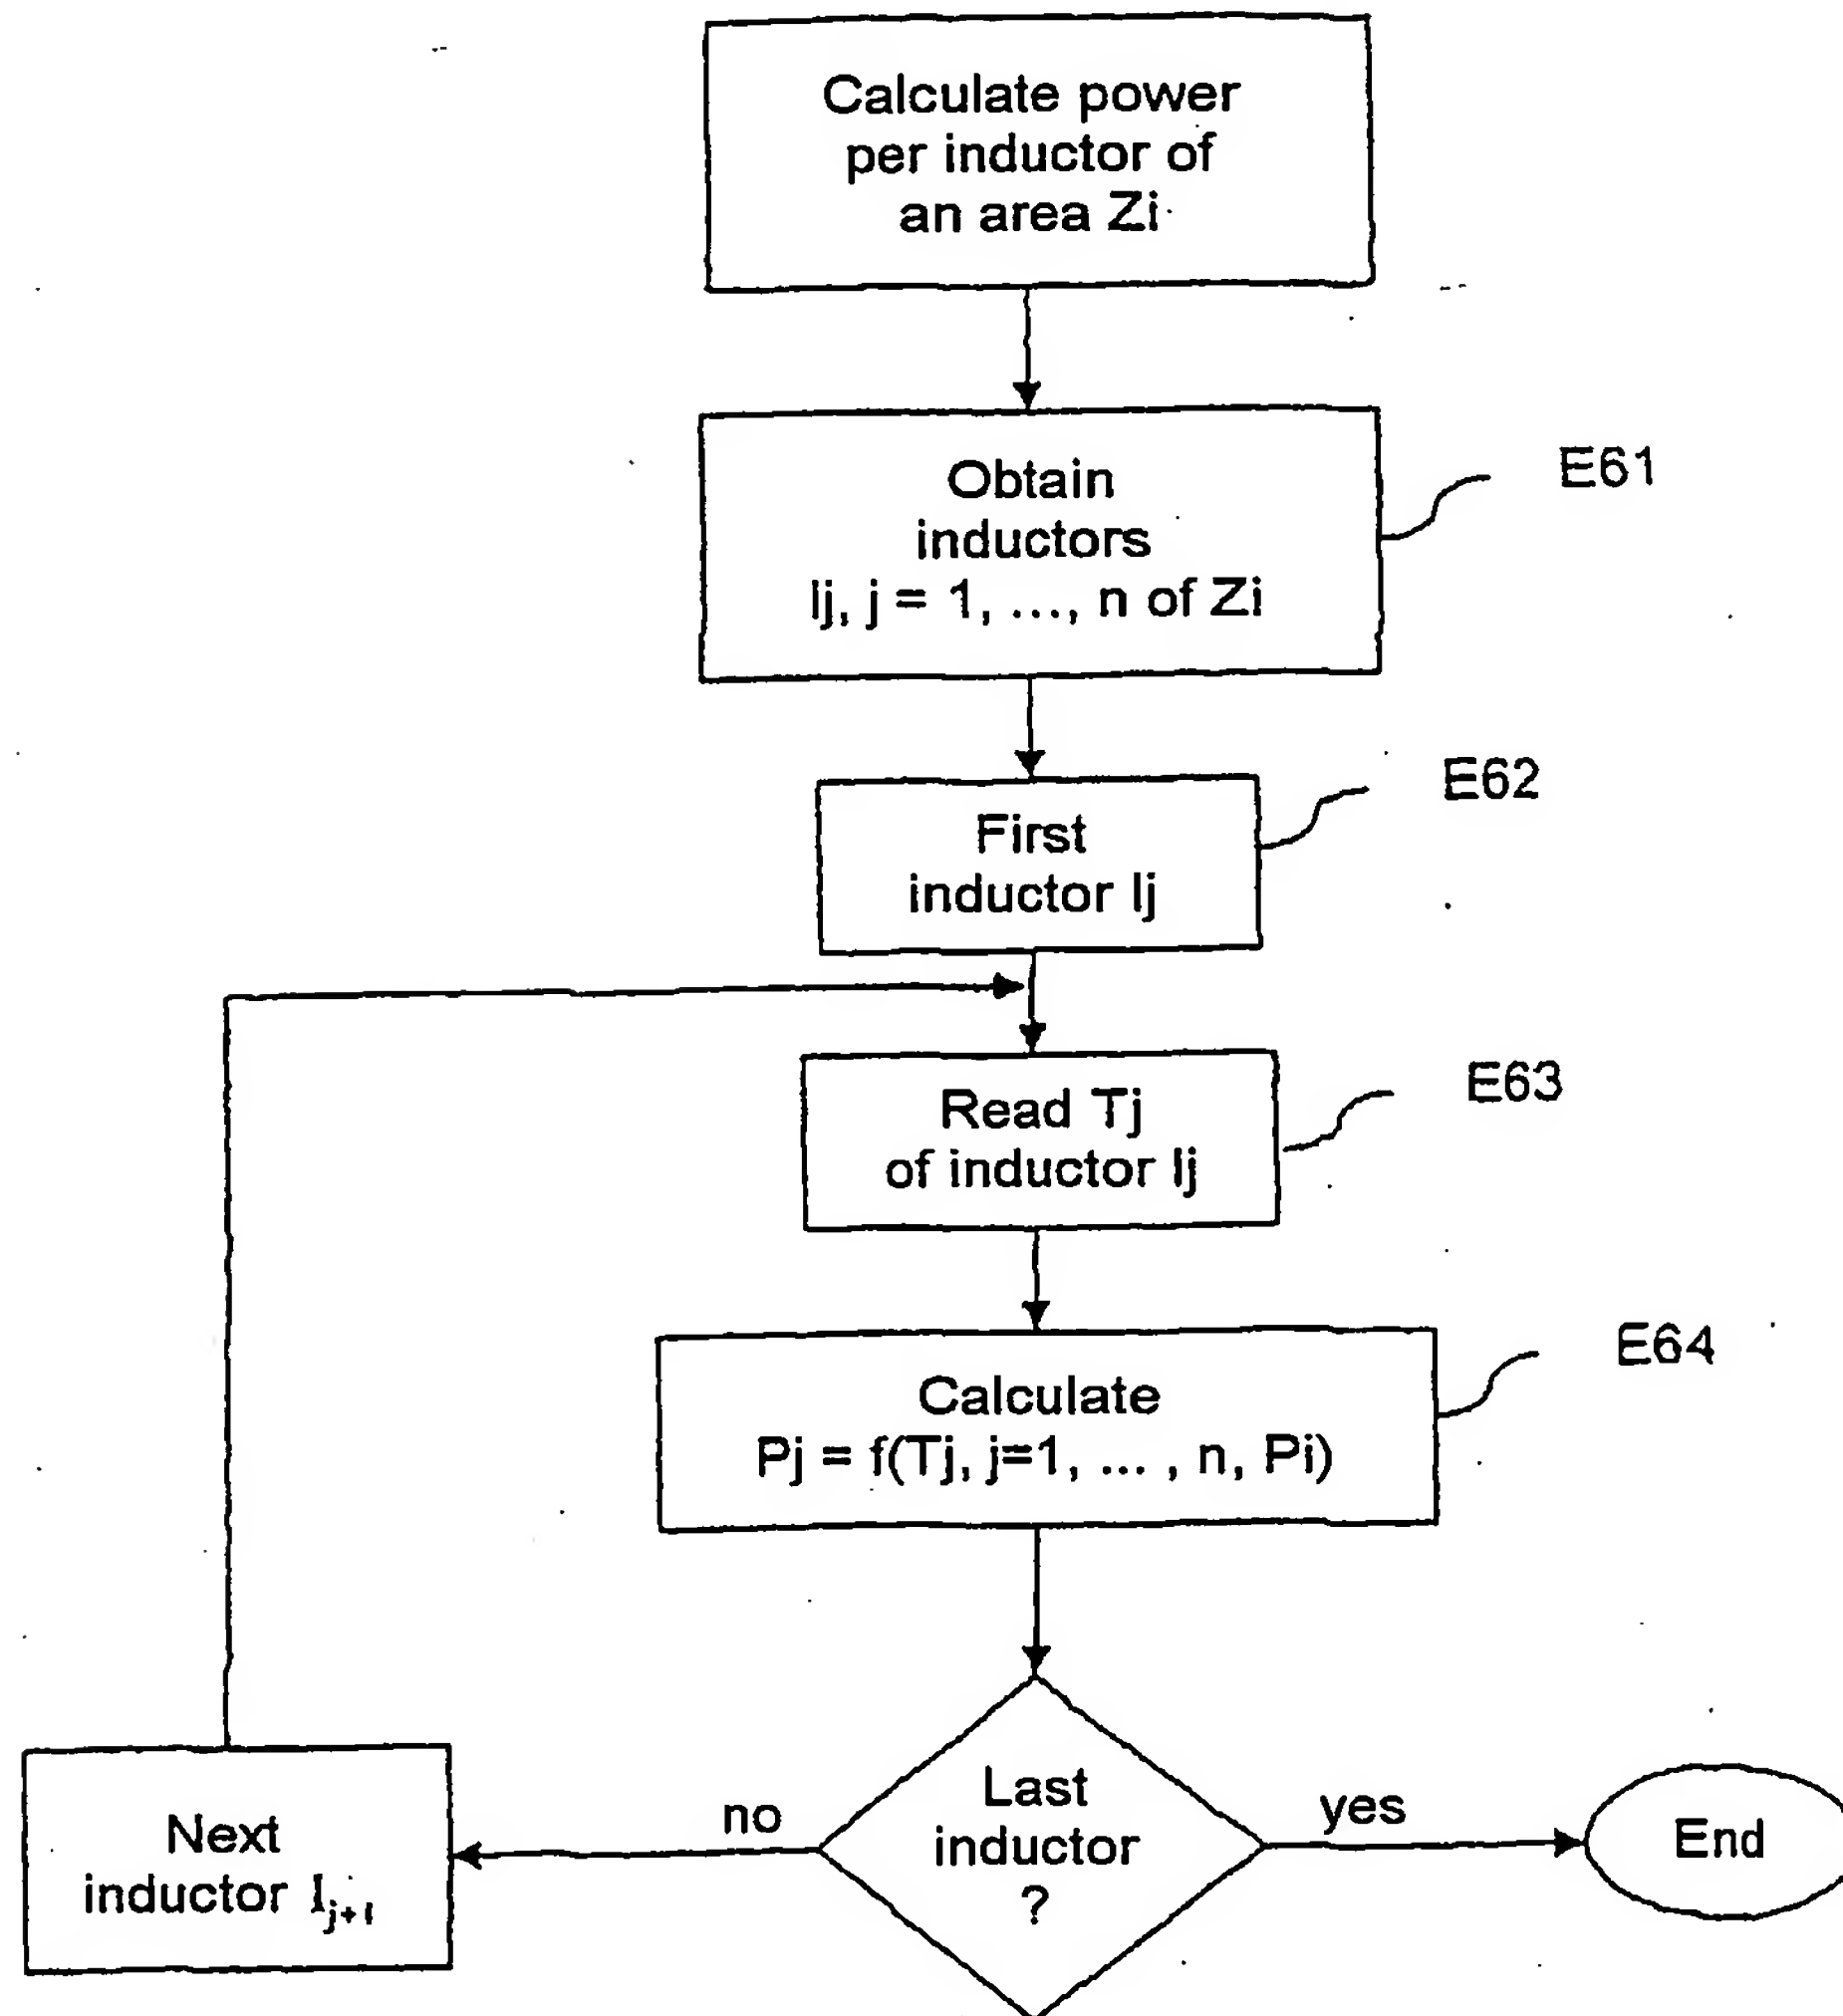 Calculate power
per inductor of
an area Zi
Obtain
inductors
Ij, j = 1, ..., n of Zi
E61
First
inductor Ij
E62
Read Tj
of inductor Ij
E63
Calculate
Pj = f(Tj, j=1, ... , n, Pi)
E64
Last
inductor
?
no
yes
Next
inductor Ij+1
End